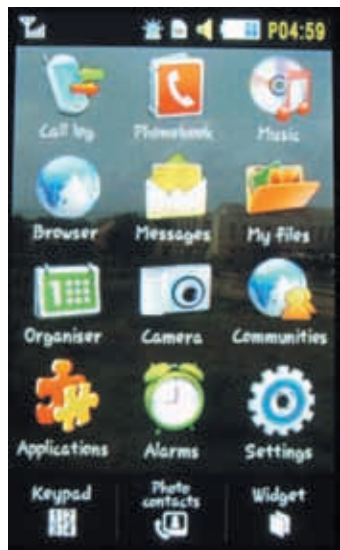 P04:59
Call log Phonebook Music
Browser Messages My files
Organiser Camera Communities
Applications Alarms Settings
Keypad Photo contacts Widget